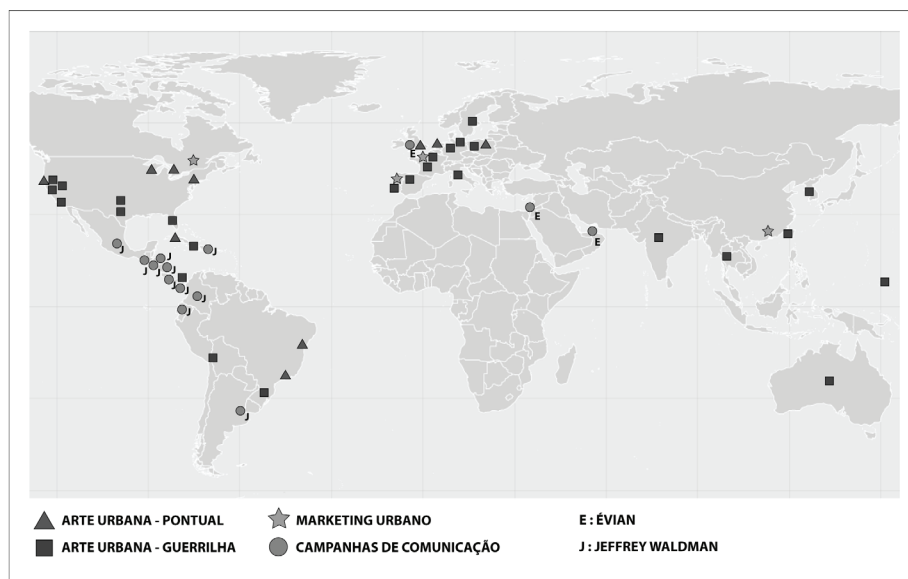 E
E
E
J
J
J
J
J
J
J
J
J
J
J
ARTE URBANA - PONTUAL
MARKETING URBANO
E : ÉVIAN
ARTE URBANA - GUERRILHA
CAMPANHAS DE COMUNICAÇÃO
J : JEFFREY WALDMAN